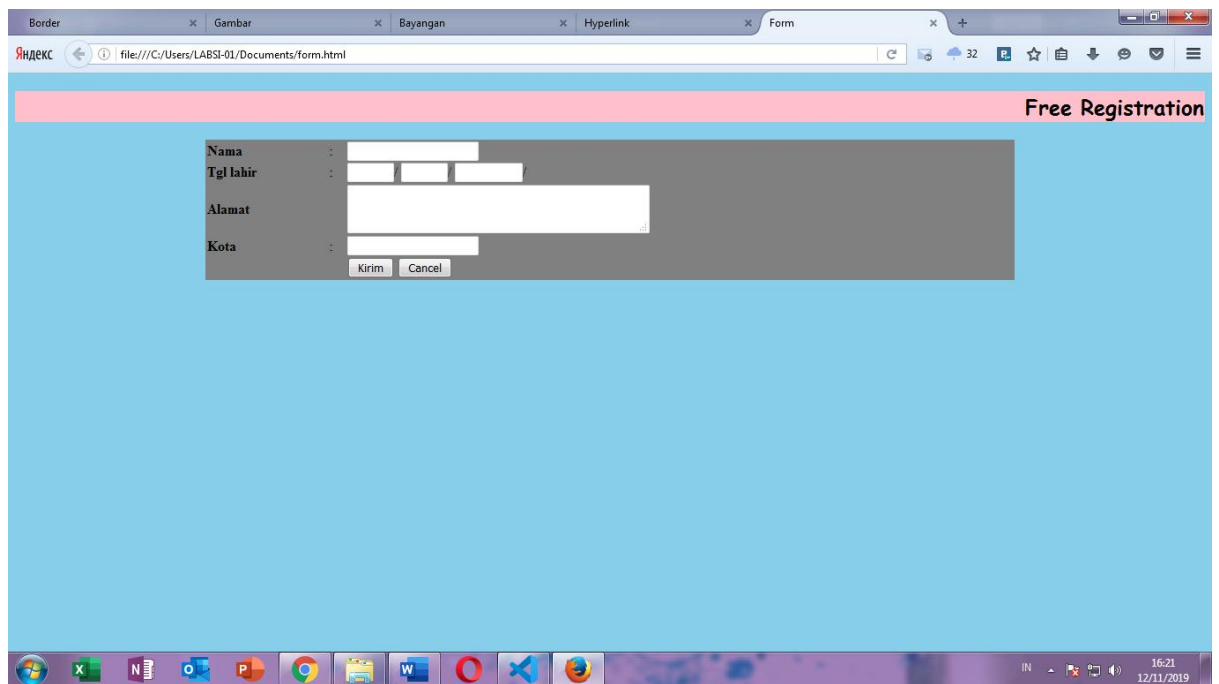 Border Gambar Bayangan Hyperlink Form
Яндекс file:///C:/Users/LABSI-01/Documents/form.html 32
Free Registration
Nama :
Tgl lahir : / / /
Alamat
Kota :
Kirim Cancel
IN 16:21
12/11/2019